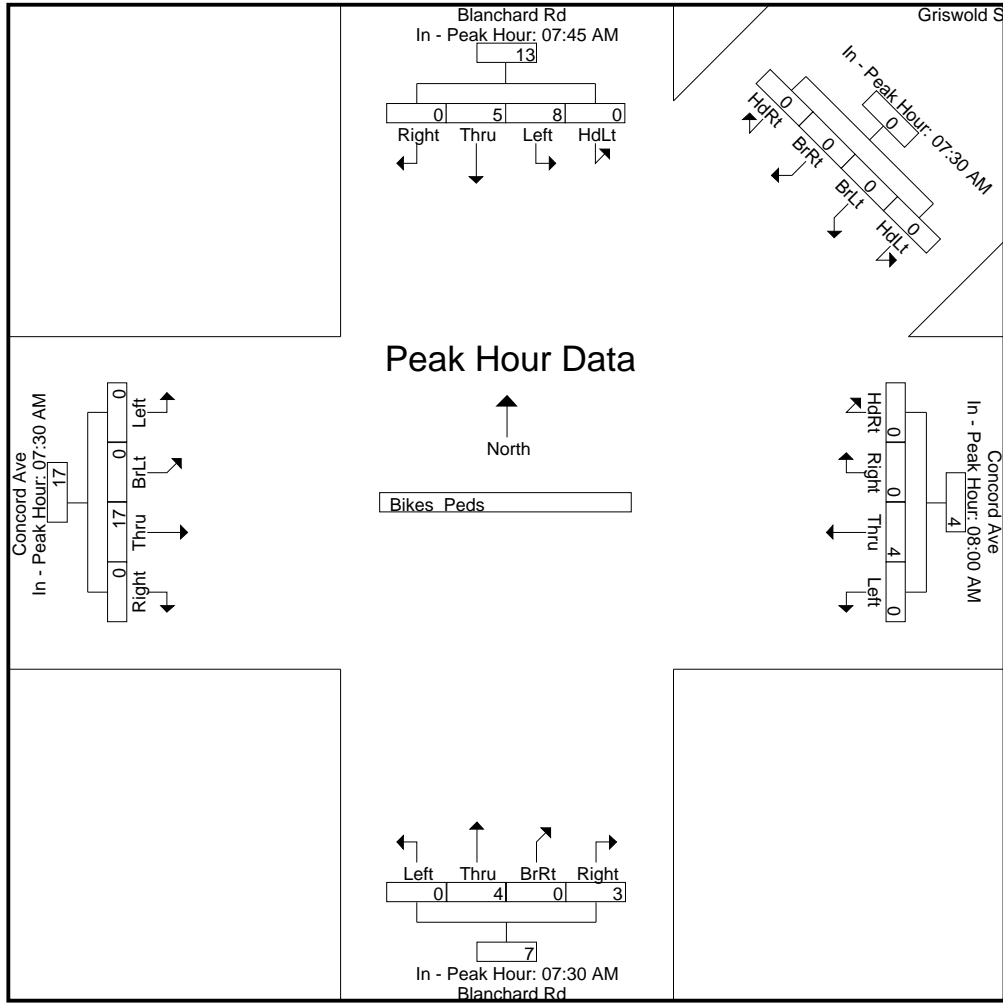 Blanchard Rd
In - Peak Hour: 07:45 AM
13
0 5 8 0
Right Thru Left HdLt
Griswold S
In - Peak Hour: 07:30 AM
0
0 0 0 0
HdRt BrRt BrLt HdLt
Peak Hour Data
North
Bikes Peds
Concord Ave
In - Peak Hour: 07:30 AM
17
0 0 17 0
Left BrLt Thru Right
Concord Ave
In - Peak Hour: 08:00 AM
4
0 0 4 0
HdRt Right Thru Left
Left Thru BrRt Right
0 4 0 3
7
In - Peak Hour: 07:30 AM
Blanchard Rd